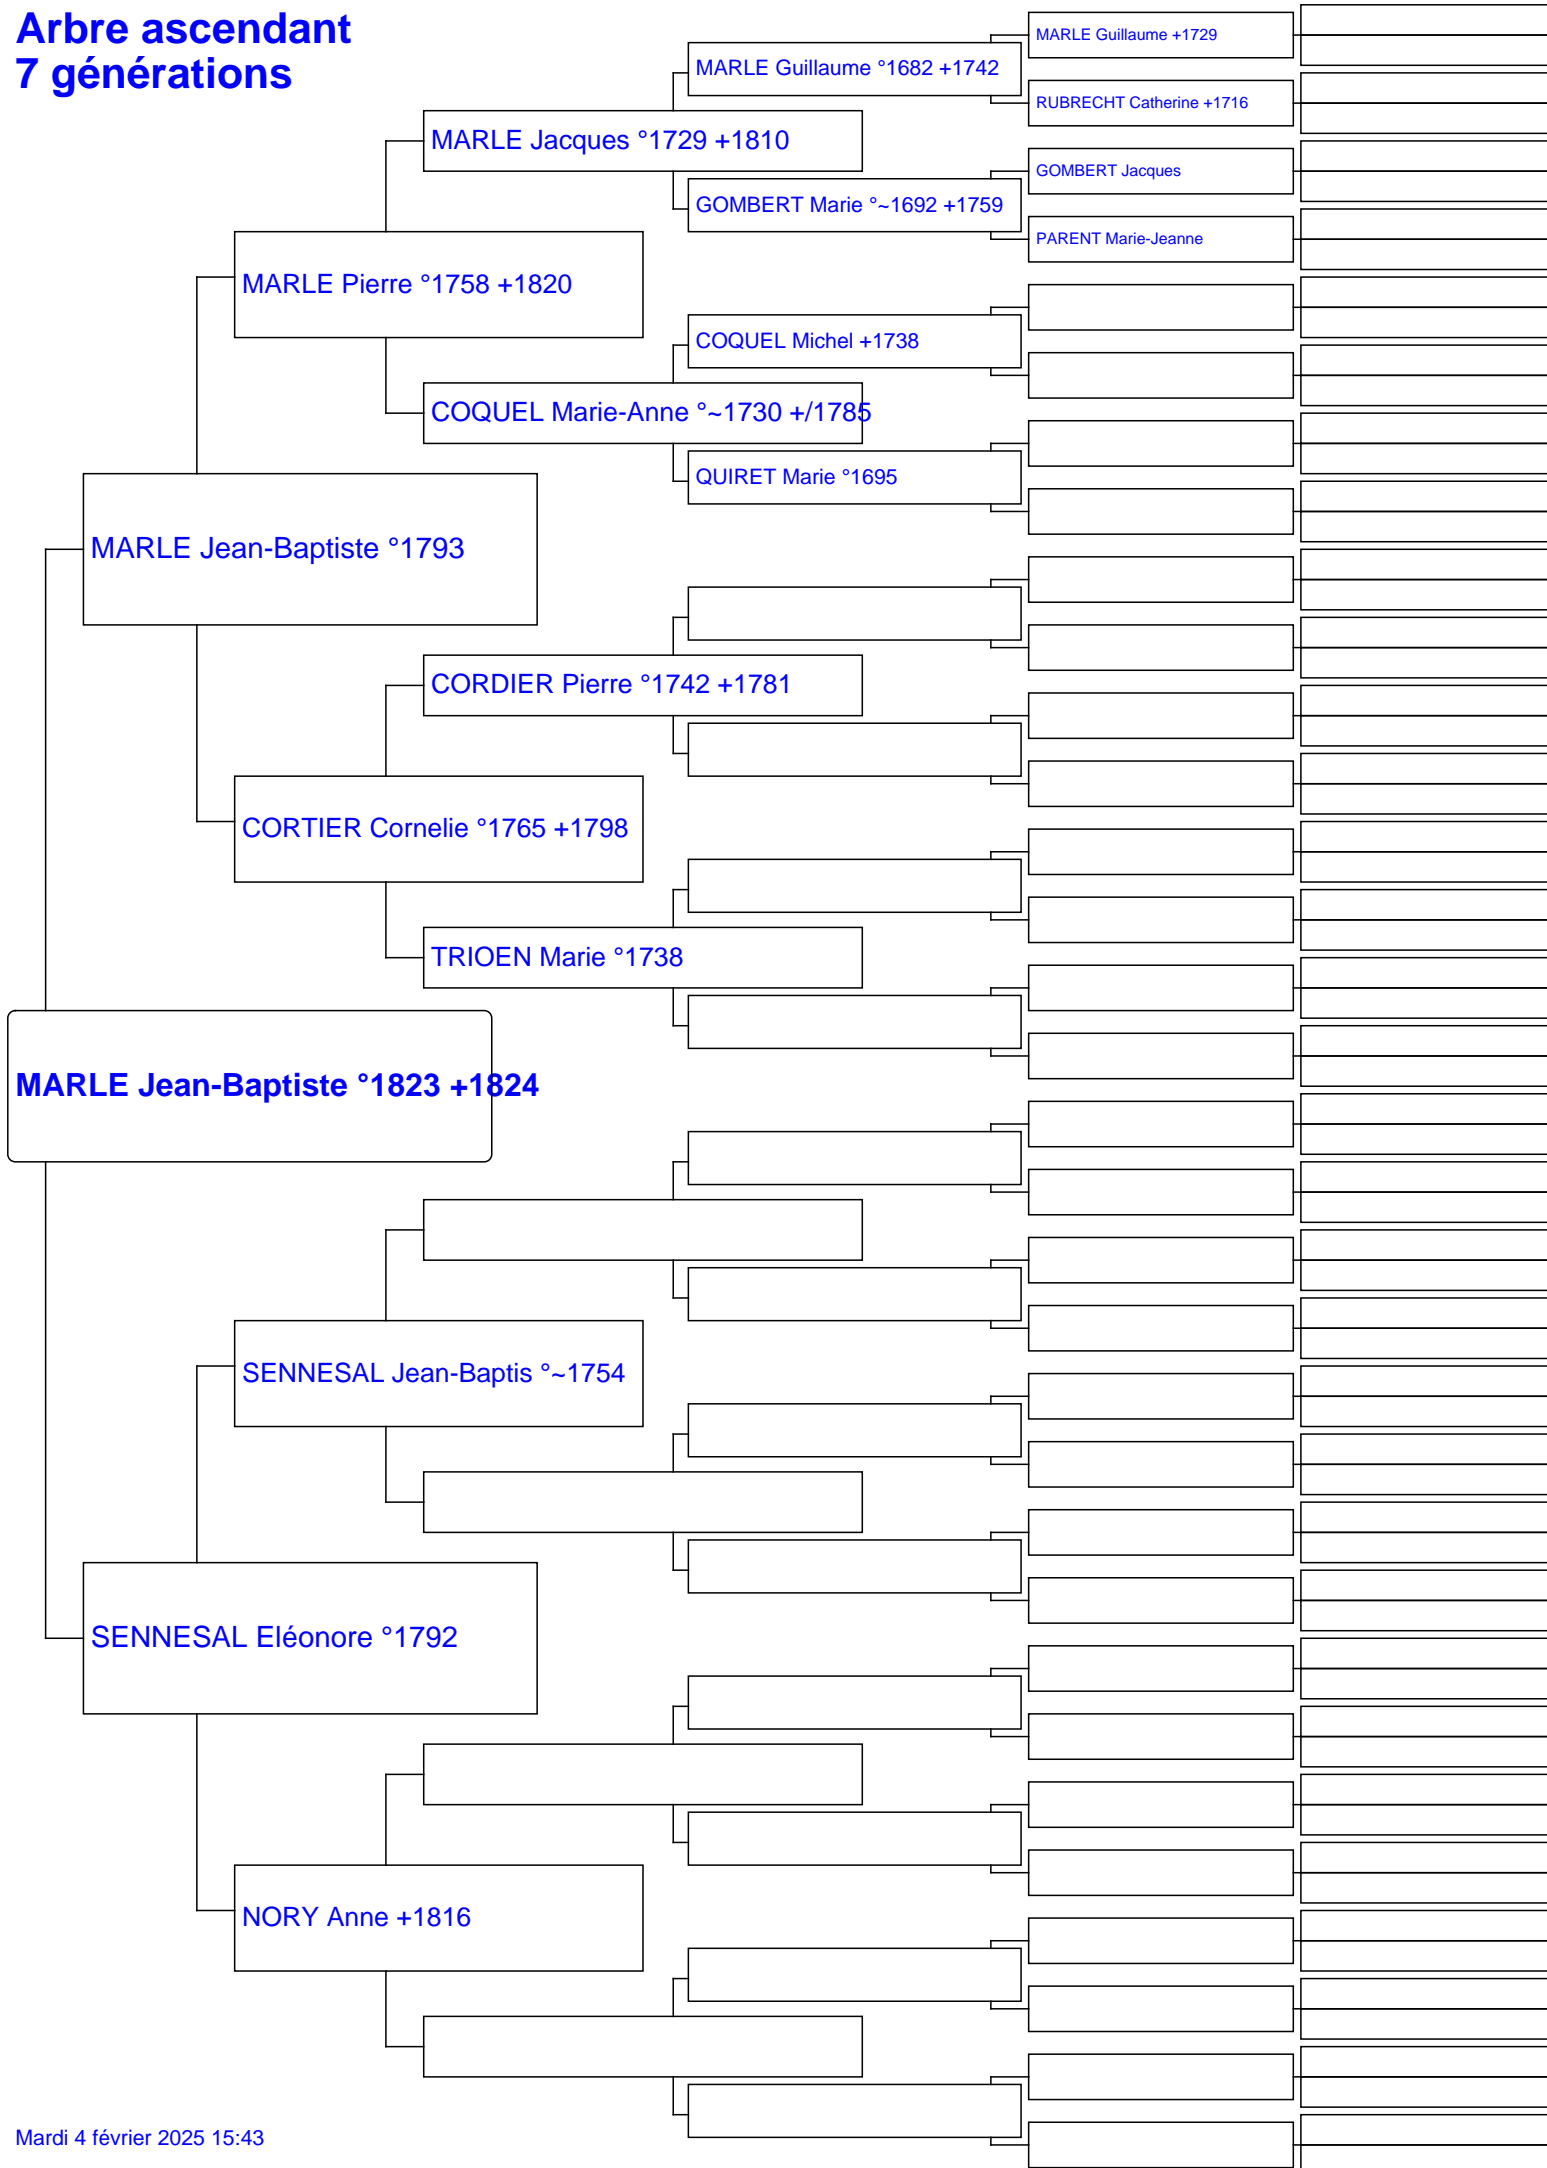 Arbre ascendant
7 générations
MARLE Guillaume +1729
MARLE Guillaume °1682 +1742
RUBRECHT Catherine +1716
MARLE Jacques °1729 +1810
GOMBERT Jacques
GOMBERT Marie °~1692 +1759
PARENT Marie-Jeanne
MARLE Pierre °1758 +1820
COQUEL Michel +1738
COQUEL Marie-Anne °~1730 +/1785
QUIRET Marie °1695
MARLE Jean-Baptiste °1793
CORDIER Pierre °1742 +1781
CORTIER Cornelie °1765 +1798
TRIOEN Marie °1738
MARLE Jean-Baptiste °1823 +1824
SENNESAL Jean-Baptis °~1754
SENNESAL Eléonore °1792
NORY Anne +1816
Mardi 4 février 2025 15:43